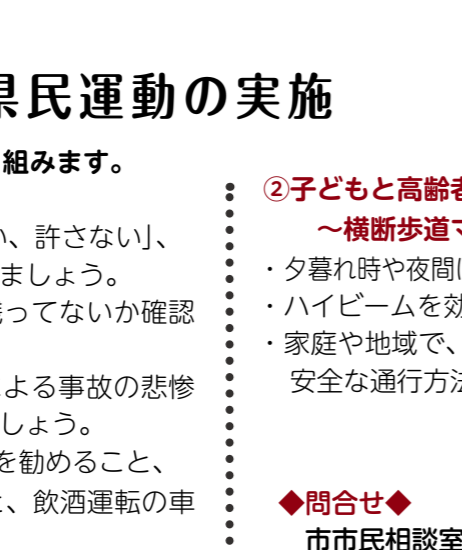 県民運動の実施
組みます。
い、許さない」、
ましょう。
残ってないか確認
よる事故の悲惨
しょう。
を勧めること、
と、飲酒運転の車
②子どもと高齢者
～横断歩道マ
・夕暮れ時や夜間に
・ハイビームを効
・家庭や地域で、
安全な通行方法
◆問合せ◆
市市民相談室